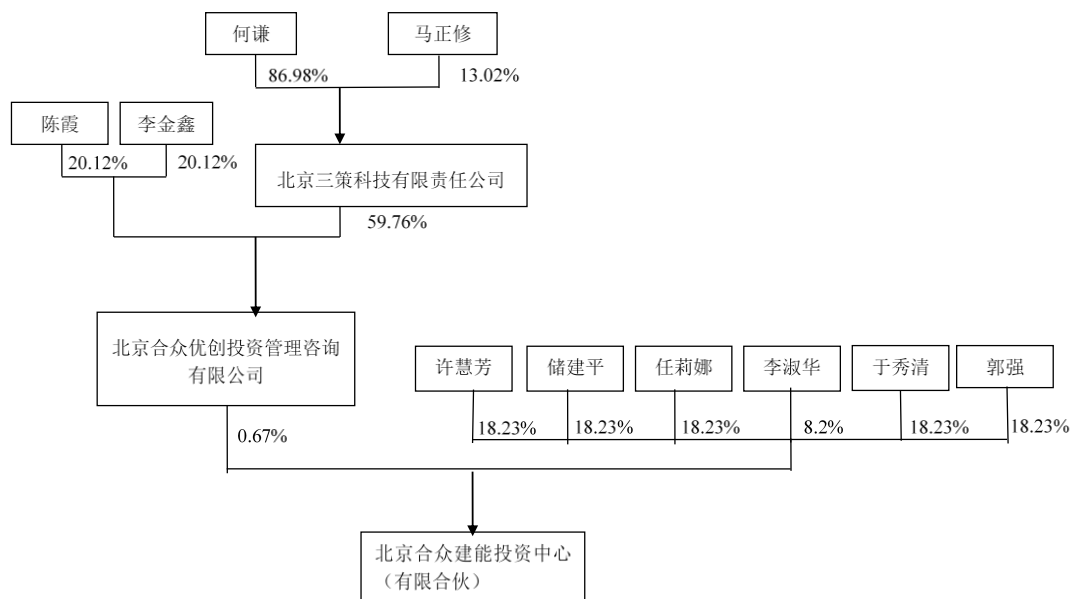 何谦
马正修
86.98%
13.02%
陈霞
李金鑫
20.12%
20.12%
北京三策科技有限责任公司
59.76%
北京合众优创投资管理咨询
有限公司
许慧芳
储建平
任莉娜
李淑华
于秀清
郭强
0.67%
18.23%
18.23%
18.23%
8.2%
18.23%
18.23%
北京合众建能投资中心
（有限合伙）